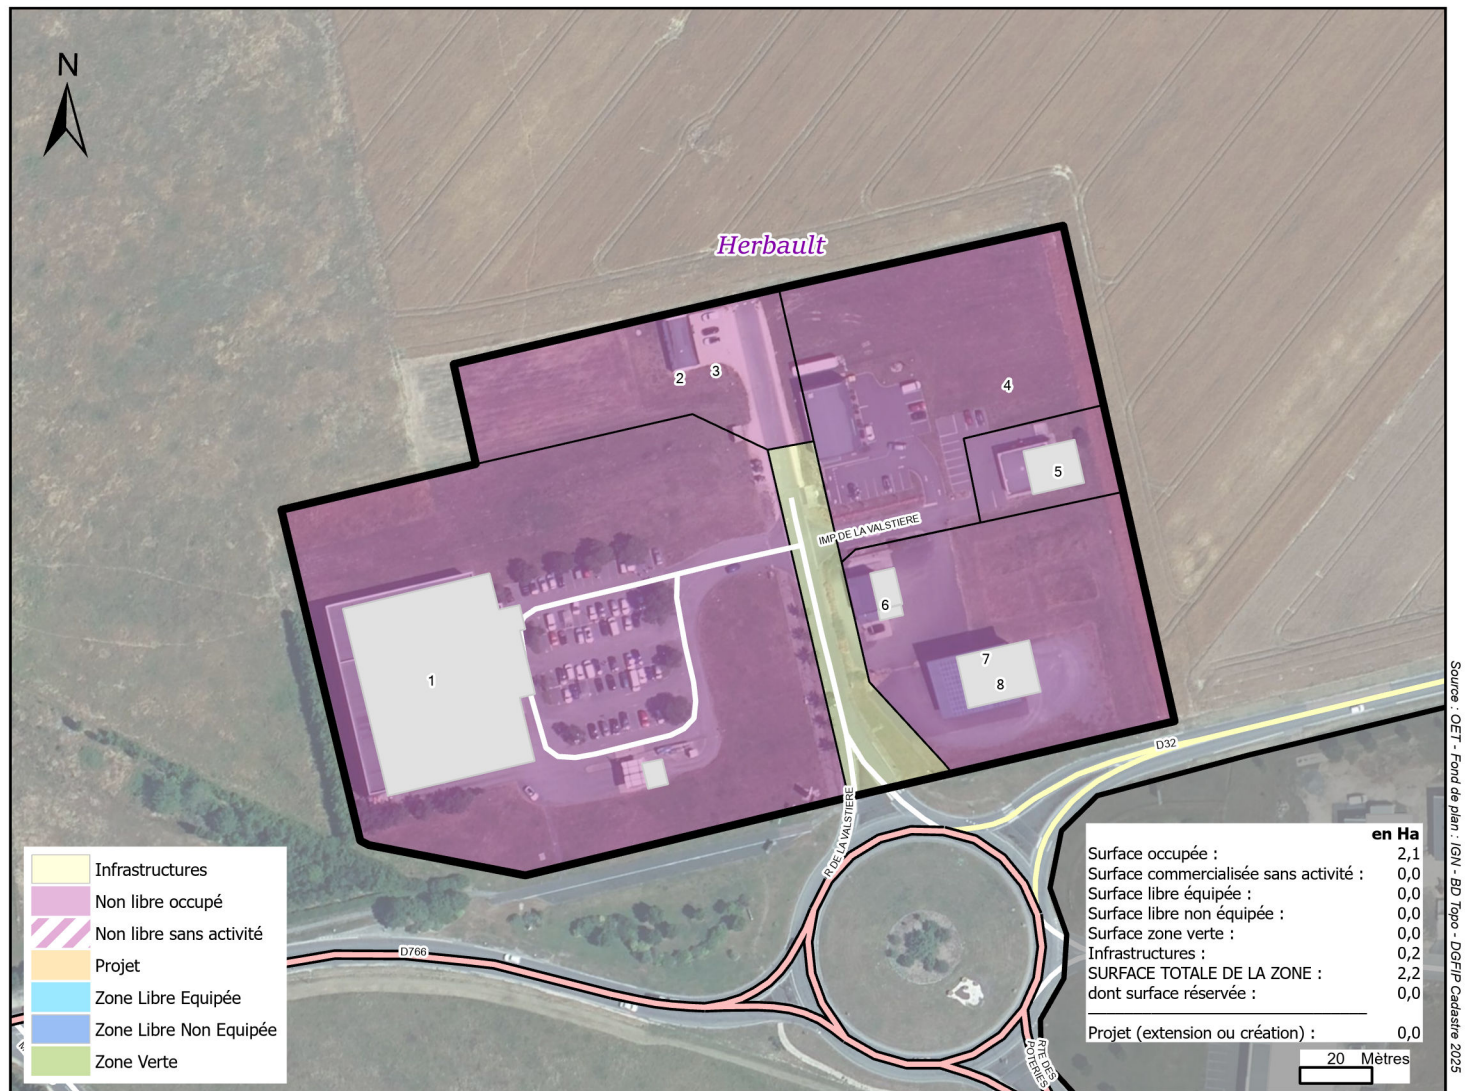 N
Herbault
2
3
4
5
IMP DE LA VALSTIERE
6
1
7
8
D32
R DE LA VALSTIERE
D766
RTE DES
POTERIES
Infrastructures
Non libre occupé
Non libre sans activité
Projet
Zone Libre Equipée
Zone Libre Non Equipée
Zone Verte
en Ha
Surface occupée : 2,1
Surface commercialisée sans activité : 0,0
Surface libre équipée : 0,0
Surface libre non équipée : 0,0
Surface zone verte : 0,0
Infrastructures : 0,2
SURFACE TOTALE DE LA ZONE : 2,2
dont surface réservée : 0,0
Projet (extension ou création) : 0,0
20 Mètres
Source : OET - Fond de plan : IGN - BD Topo - DGFIP Cadastre 2025